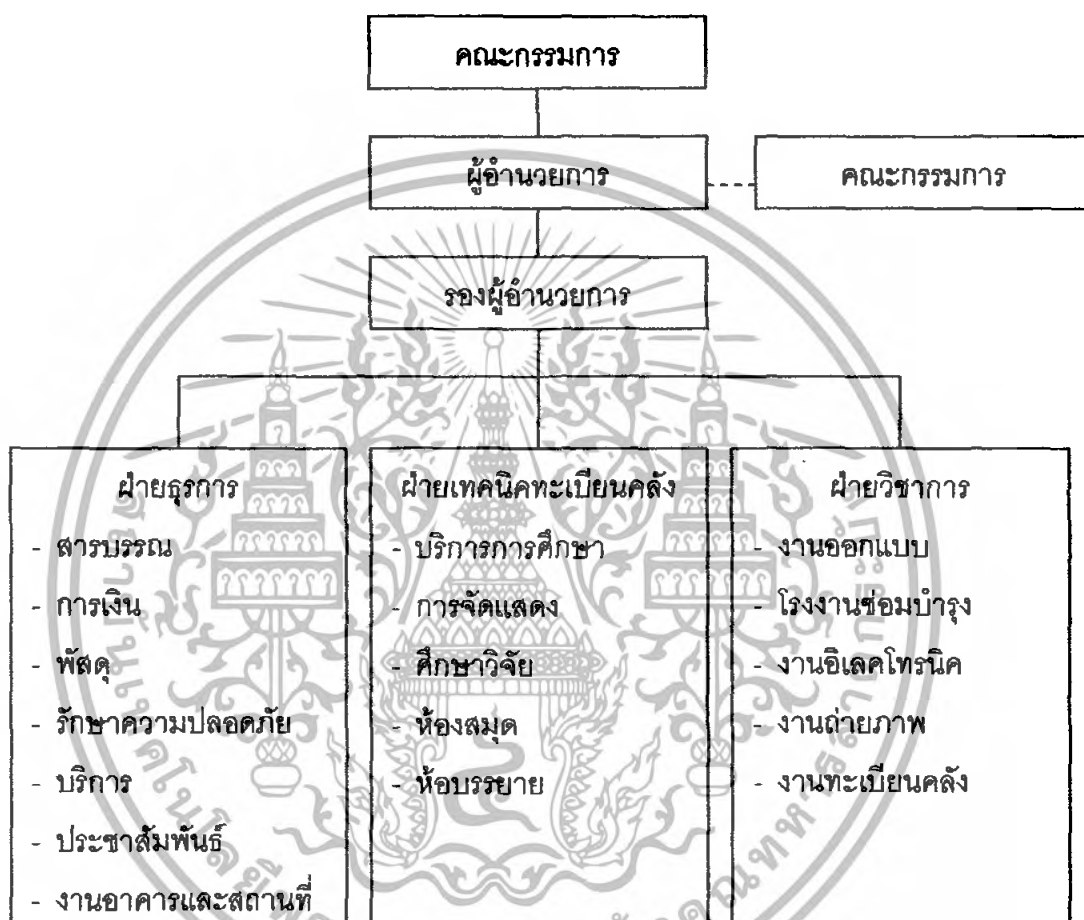 คณะกรรมการ
ผู้อำนวยการ
คณะกรรมการ
รองผู้อำนวยการ
ฝ่ายธุรการ
- สารบรรณ
- การเงิน
- พัสดุ
- รักษาความปลอดภัย
- บริการ
- ประชาสัมพันธ์
- งานอาคารและสถานที่
ฝ่ายเทคนิคทะเบียนคลัง
- บริการการศึกษา
- การจัดแสดง
- ศึกษาวิจัย
- ห้องสมุด
- ห้อบรรยาย
ฝ่ายวิชาการ
- งานออกแบบ
- โรงงานซ่อมบำรุง
- งานอิเลคโทรนิค
- งานถ่ายภาพ
- งานทะเบียนคลัง